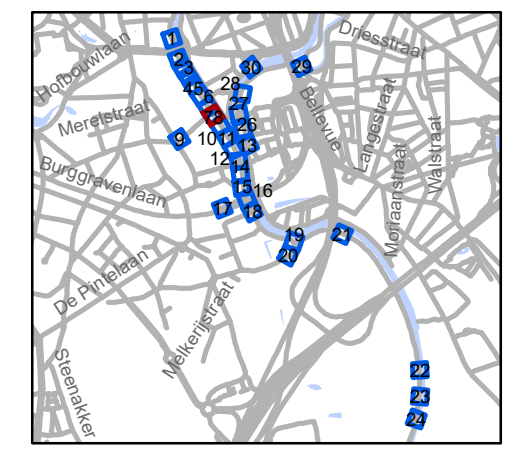 1
Driesstraat
Hofbouwlaan
2
3
30
29
4
5
28
6
27
Bellevue
Merelstraat
7
8
26
Langestraat
9
10
11
13
Walstraat
12
14
Burggravenlaan
15
16
Moriaanstraat
17
18
19
21
20
De Pintelaan
Melkerijstraat
Steenakker
22
23
24